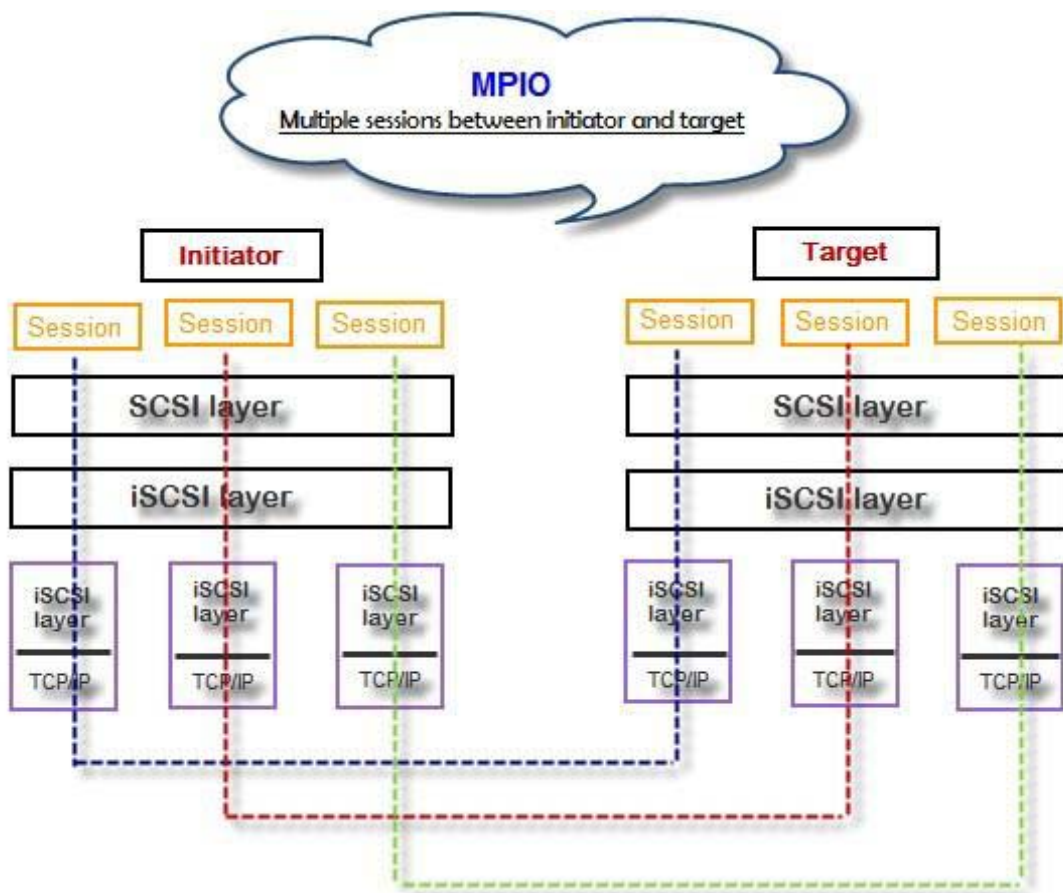 MPIO
Multiple sessions between initiator and target
Initiator
Target
Session
Session
Session
Session
Session
Session
SCSI layer
SCSI layer
iSCSI layer
iSCSI layer
iSCSI
layer
TCP/IP
iSCSI
layer
TCP/IP
iSCSI
layer
TCP/IP
iSCSI
layer
TCP/IP
iSCSI
layer
TCP/IP
iSCSI
layer
TCP/IP